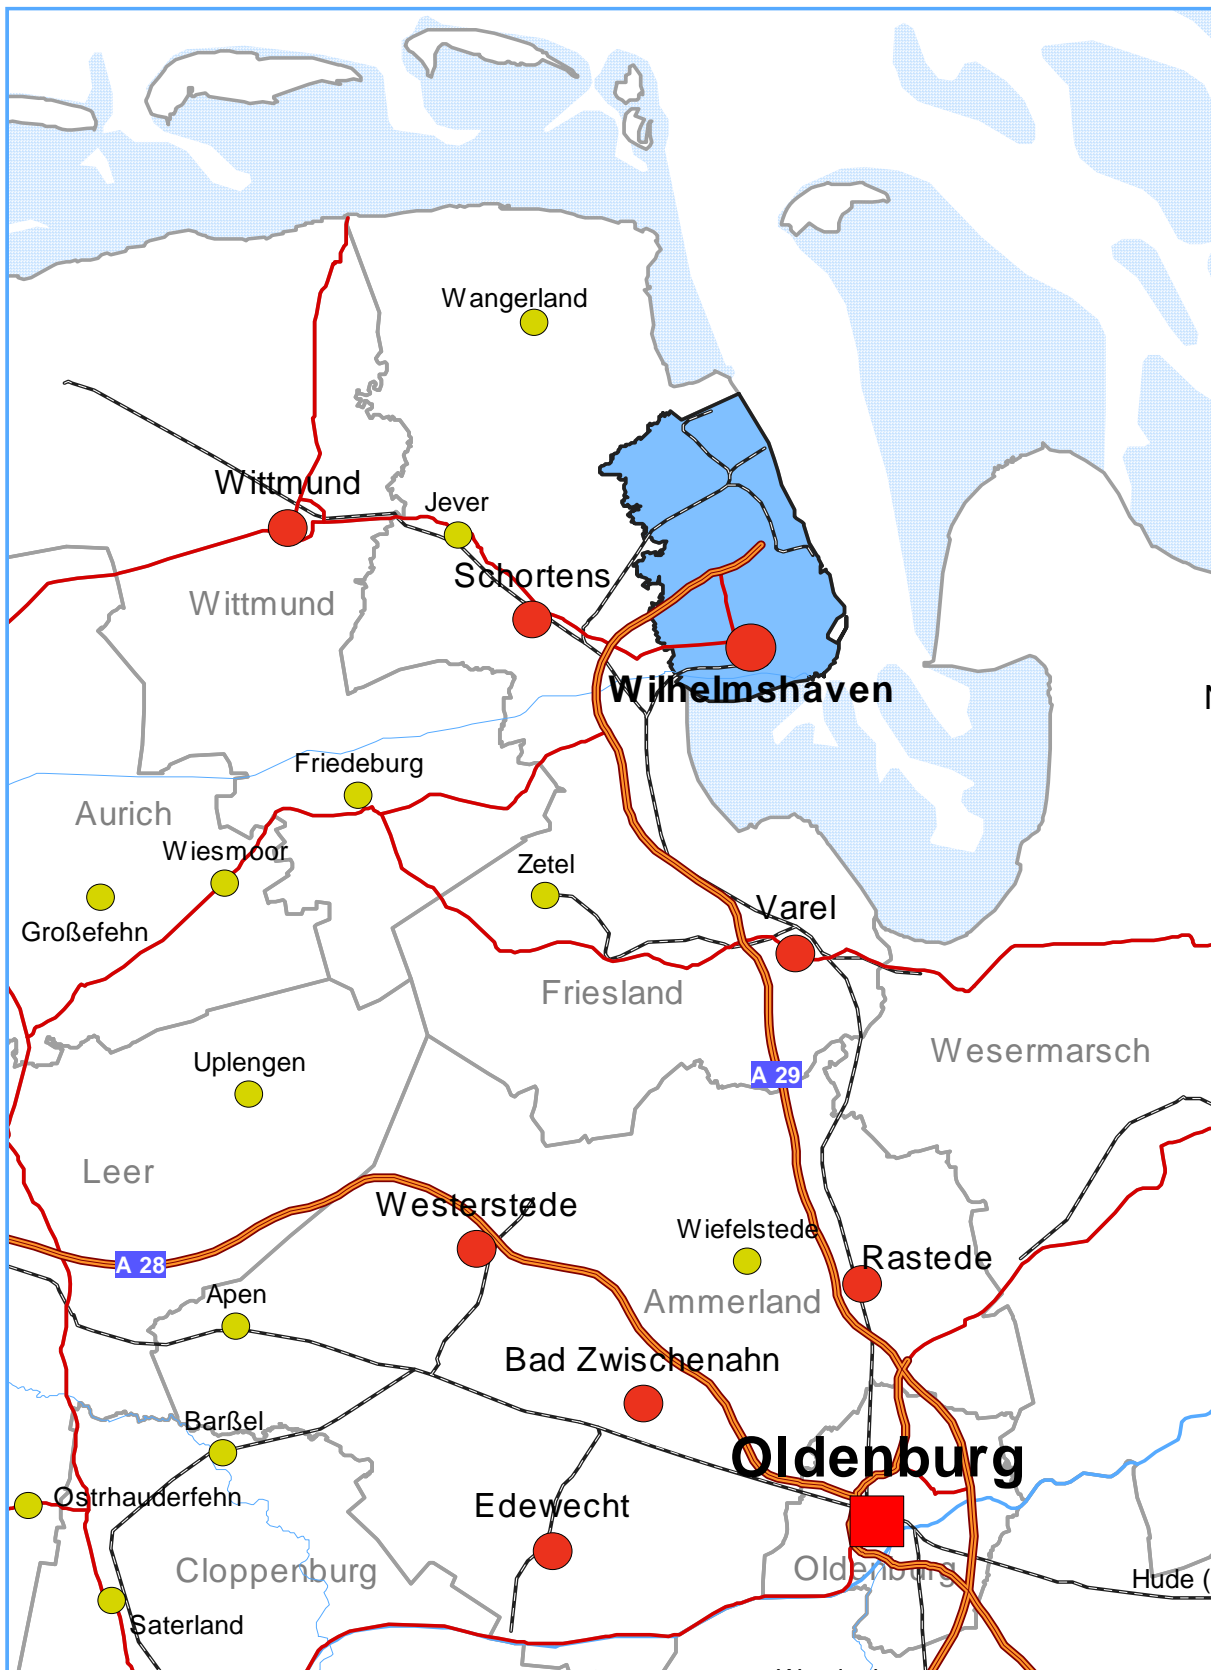 Wangerland
Wittmund
Jever
Schortens
Wittmund
Wilhelmshaven
Friedeburg
Aurich
Wiesmoor
Zetel
Varel
Großefehn
Friesland
Wesermarsch
Uplengen
A 29
Leer
Westerstede
Wiefelstede
Rastede
A 28
Apen
Ammerland
Bad Zwischenahn
Barßel
Oldenburg
Ostrhauderfehn
Edewecht
Cloppenburg
Oldenburg
Hude (
Saterland